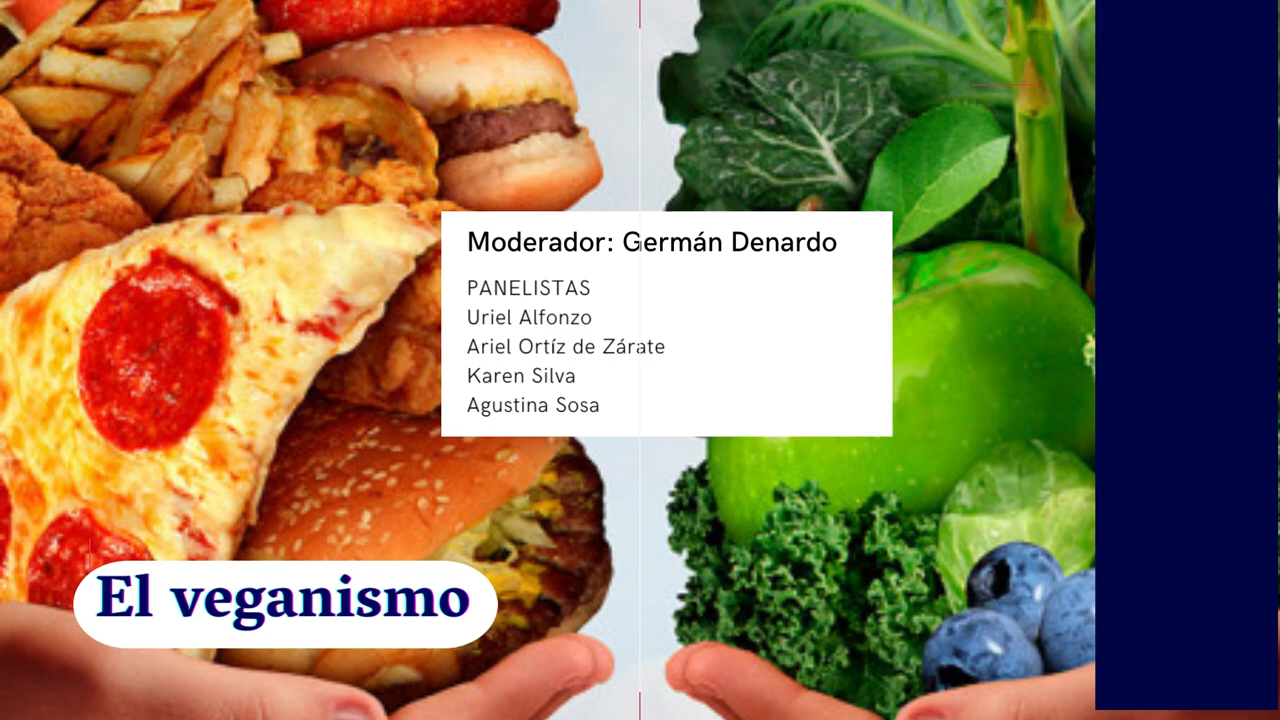 Moderador: Germán Denardo
PANELISTAS
Uriel Alfonzo
Ariel Ortíz de Zárate
Karen Silva
Agustina Sosa
El veganismo